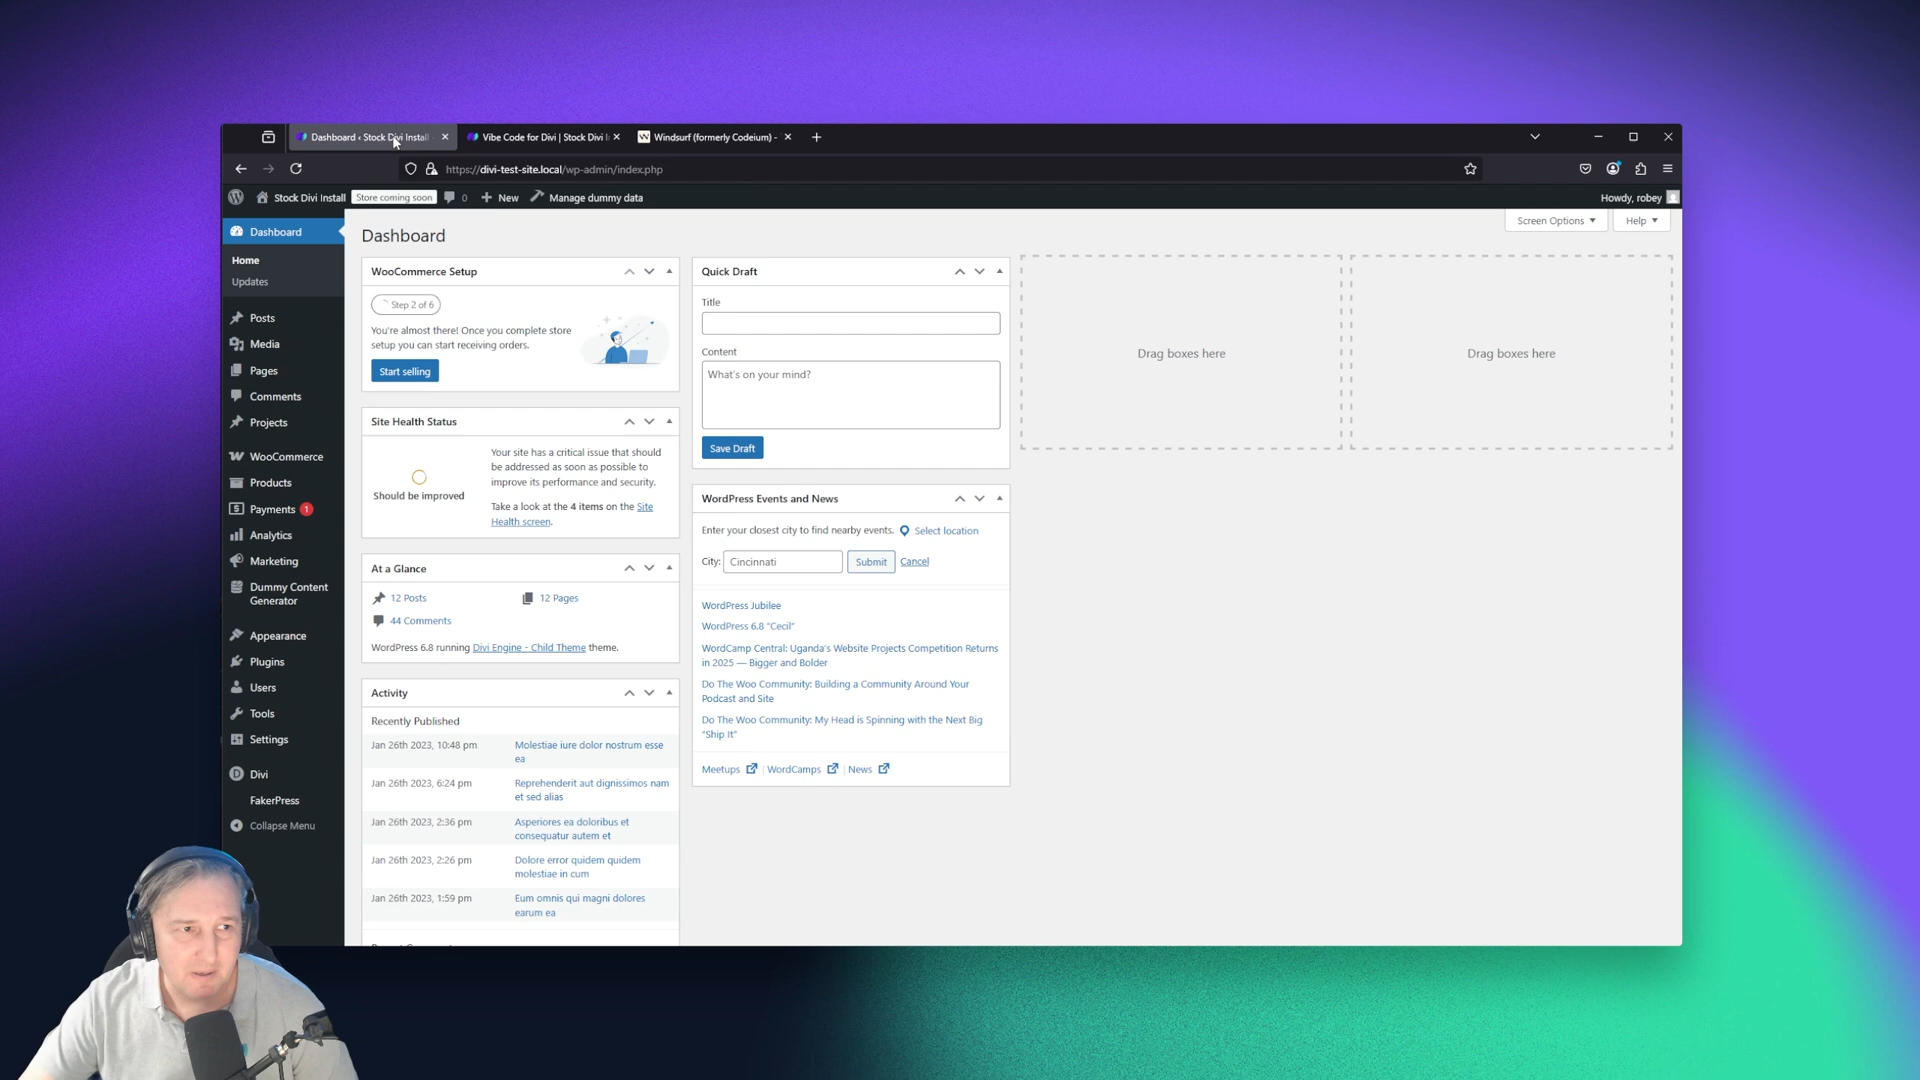 Dashboard ‹ Stock Divi Install
Vibe Code for Divi | Stock Divi I
Windsurf (formerly Codeium) -
https://divi-test-site.local/wp-admin/index.php
Stock Divi Install
Store coming soon
0
New
Manage dummy data
Howdy, robey
Screen Options
Help
Dashboard
Home
Updates
Posts
Media
Pages
Comments
Projects
WooCommerce
Products
Payments 1
Analytics
Marketing
Dummy Content
Generator
Appearance
Plugins
Users
Tools
Settings
Divi
FakerPress
Collapse Menu
Dashboard
WooCommerce Setup
Step 2 of 6
You're almost there! Once you complete store
setup you can start receiving orders.
Start selling
Site Health Status
Should be improved
Your site has a critical issue that should
be addressed as soon as possible to
improve its performance and security.
Take a look at the 4 items on the Site
Health screen.
At a Glance
12 Posts
12 Pages
44 Comments
WordPress 6.8 running Divi Engine - Child Theme theme.
Activity
Recently Published
Jan 26th 2023, 10:48 pm
Molestiae iure dolor nostrum esse
ea
Jan 26th 2023, 6:24 pm
Reprehenderit aut dignissimos nam
et sed alias
Jan 26th 2023, 2:36 pm
Asperiores ea doloribus et
consequatur autem et
Jan 26th 2023, 2:26 pm
Dolore error quidem quidem
molestiae in cum
Jan 26th 2023, 1:59 pm
Eum omnis qui magni dolores
earum ea
Quick Draft
Title
Content
What's on your mind?
Save Draft
WordPress Events and News
Enter your closest city to find nearby events.
Select location
City:
Cincinnati
Submit
Cancel
WordPress Jubilee
WordPress 6.8 “Cecil”
WordCamp Central: Uganda's Website Projects Competition Returns
in 2025 — Bigger and Bolder
Do The Woo Community: Building a Community Around Your
Podcast and Site
Do The Woo Community: My Head is Spinning with the Next Big
“Ship It”
Meetups
| WordCamps
| News
Drag boxes here
Drag boxes here